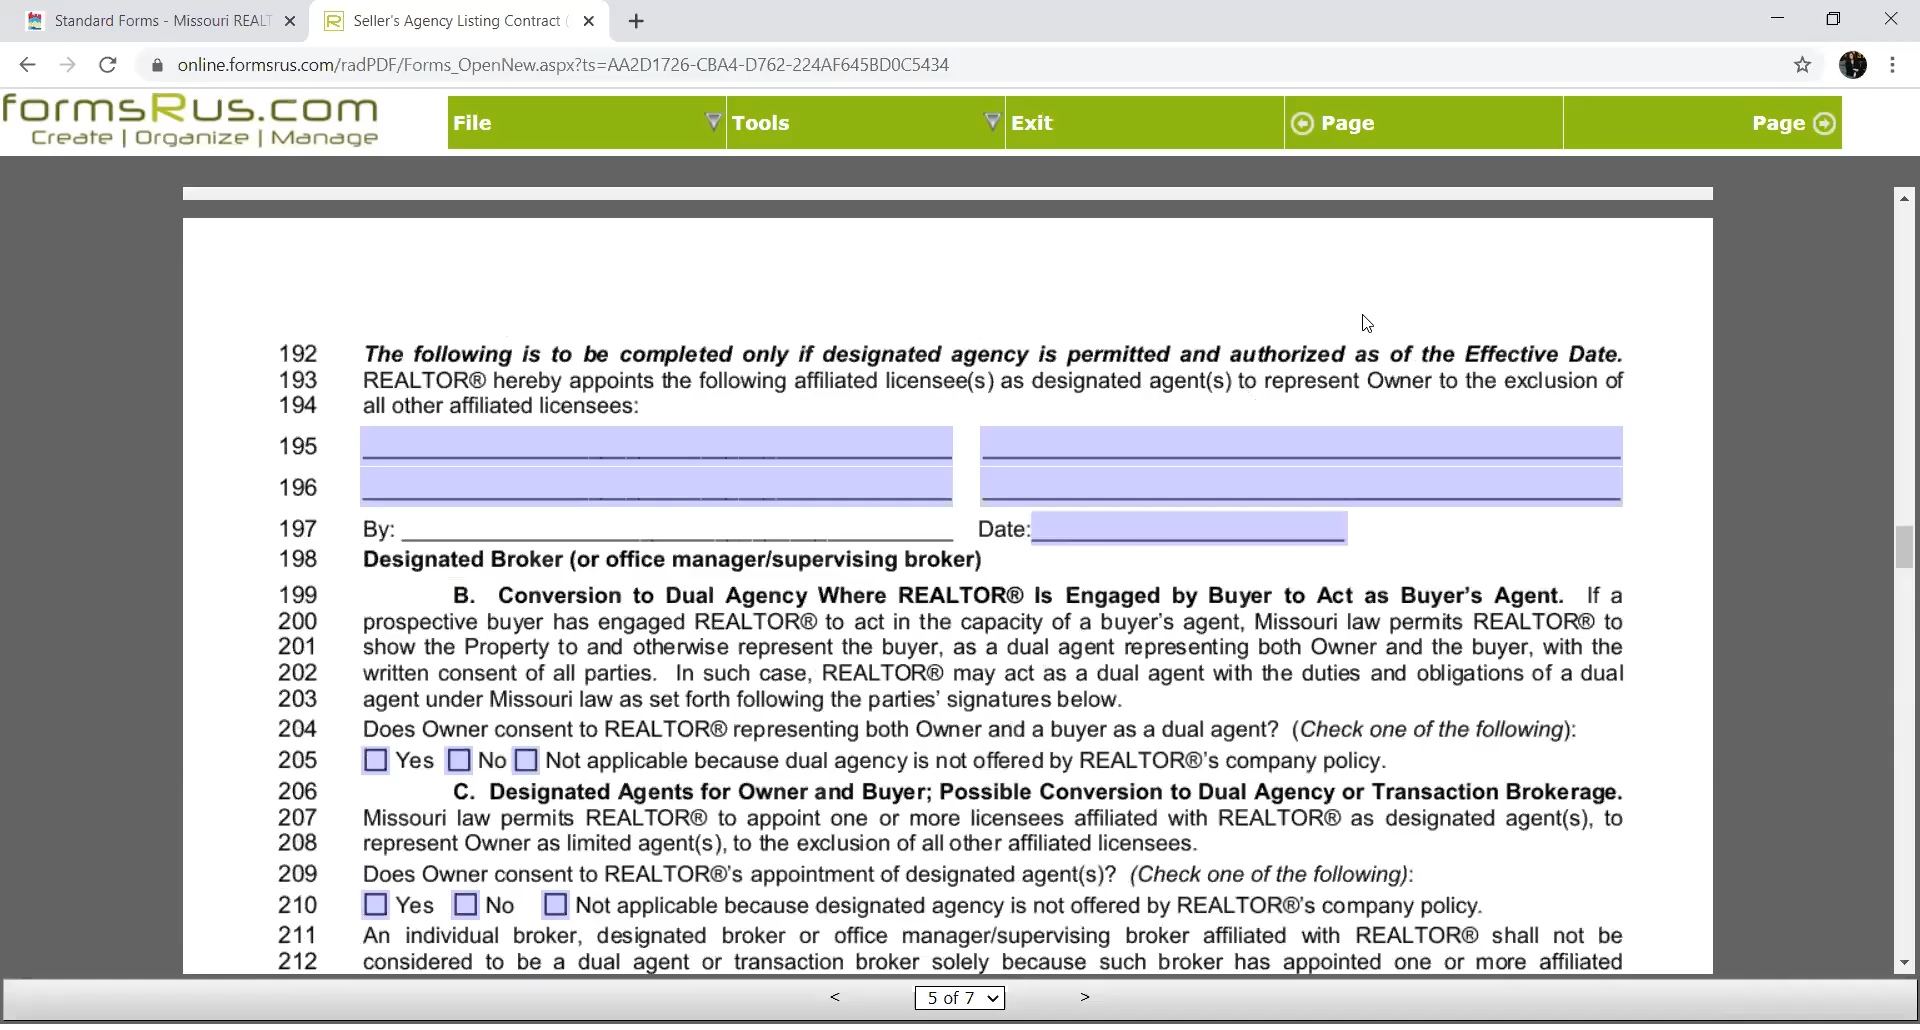 Standard Forms - Missouri REALT
Seller's Agency Listing Contract (
online.formsrus.com/radPDF/Forms_OpenNew.aspx?ts=AA2D1726-CBA4-D762-224AF645BD0C5434
formsRus.com
Create | Organize | Manage
File
Tools
Exit
Page
Page
192 The following is to be completed only if designated agency is permitted and authorized as of the Effective Date.
193 REALTOR® hereby appoints the following affiliated licensee(s) as designated agent(s) to represent Owner to the exclusion of
194 all other affiliated licensees:
195
196
197 By: Date:
198 Designated Broker (or office manager/supervising broker)
199 B. Conversion to Dual Agency Where REALTOR® Is Engaged by Buyer to Act as Buyer's Agent. If a
200 prospective buyer has engaged REALTOR® to act in the capacity of a buyer's agent, Missouri law permits REALTOR® to
201 show the Property to and otherwise represent the buyer, as a dual agent representing both Owner and the buyer, with the
202 written consent of all parties. In such case, REALTOR® may act as a dual agent with the duties and obligations of a dual
203 agent under Missouri law as set forth following the parties' signatures below.
204 Does Owner consent to REALTOR® representing both Owner and a buyer as a dual agent? (Check one of the following):
205 Yes No Not applicable because dual agency is not offered by REALTOR®'s company policy.
206 C. Designated Agents for Owner and Buyer; Possible Conversion to Dual Agency or Transaction Brokerage.
207 Missouri law permits REALTOR® to appoint one or more licensees affiliated with REALTOR® as designated agent(s), to
208 represent Owner as limited agent(s), to the exclusion of all other affiliated licensees.
209 Does Owner consent to REALTOR®'s appointment of designated agent(s)? (Check one of the following):
210 Yes No Not applicable because designated agency is not offered by REALTOR®'s company policy.
211 An individual broker, designated broker or office manager/supervising broker affiliated with REALTOR® shall not be
212 considered to be a dual agent or transaction broker solely because such broker has appointed one or more affiliated
< 5 of 7 >